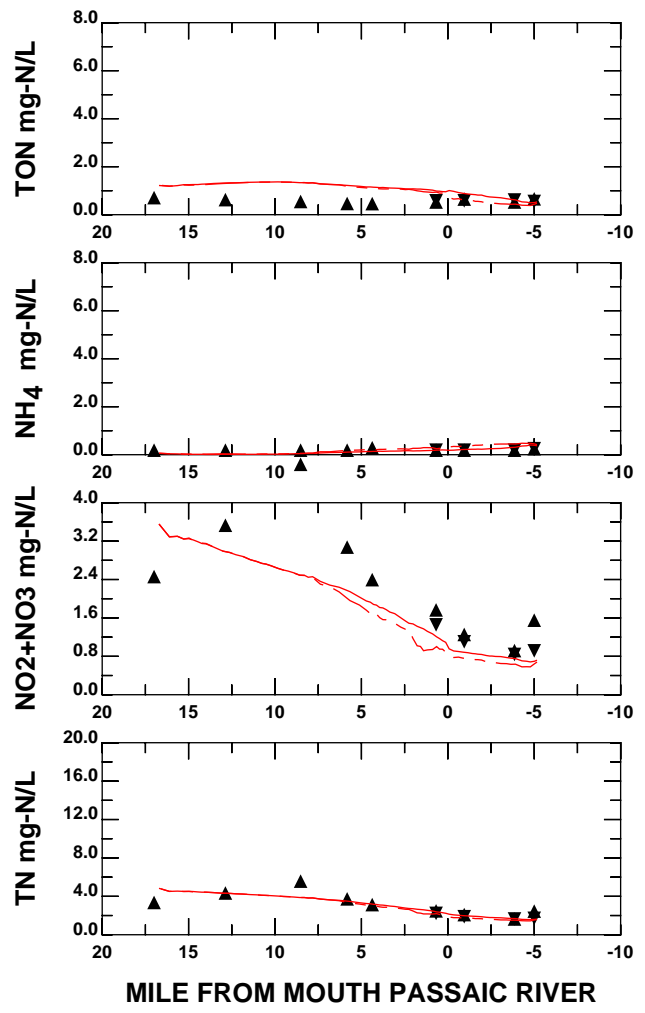 TON mg-N/L
8.0
6.0
4.0
2.0
0.0
20 15 10 5 0 -5 -10
NH4 mg-N/L
8.0
6.0
4.0
2.0
0.0
20 15 10 5 0 -5 -10
NO2+NO3 mg-N/L
4.0
3.2
2.4
1.6
0.8
0.0
20 15 10 5 0 -5 -10
TN mg-N/L
20.0
16.0
12.0
8.0
4.0
0.0
20 15 10 5 0 -5 -10
MILE FROM MOUTH PASSAIC RIVER